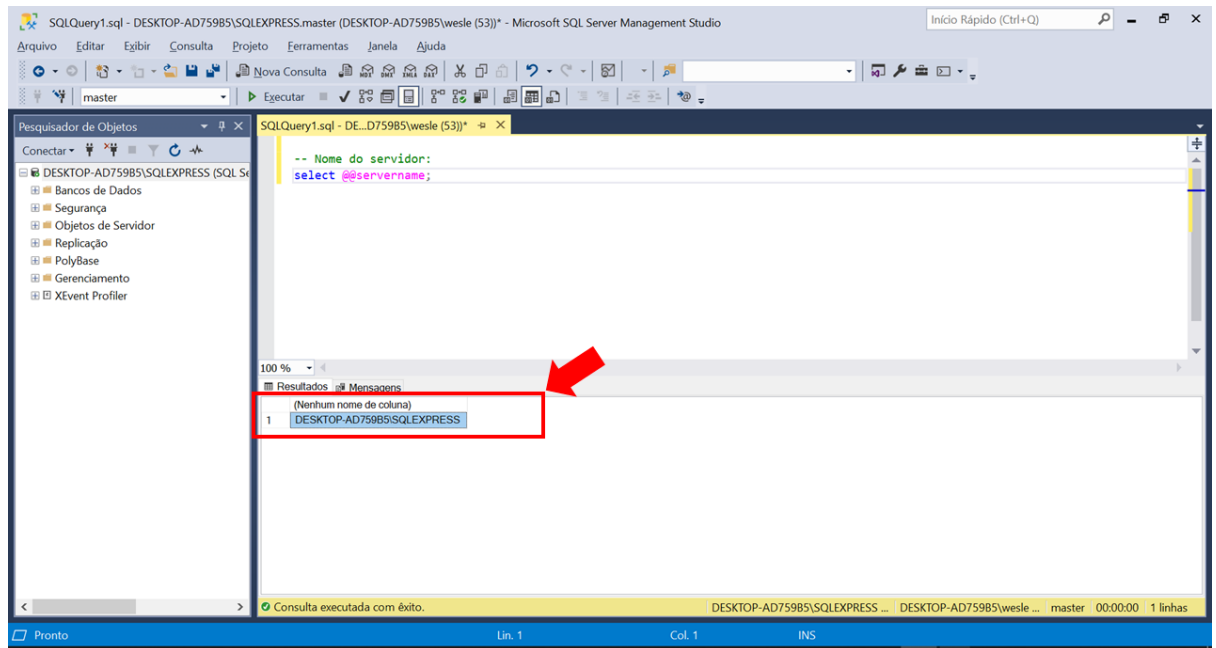 SQLQuery1.sql - DESKTOP-AD759B5\SQLEXPRESS.master (DESKTOP-AD759B5\wesle (53))* - Microsoft SQL Server Management Studio
Início Rápido (Ctrl+Q)
Arquivo Editar Exibir Consulta Projeto Ferramentas Janela Ajuda
Nova Consulta
MDX DMX XMLA DAX
master Executar
Pesquisador de Objetos
SQLQuery1.sql - DE...D759B5\wesle (53))*
Conectar
-- Nome do servidor:
select @@servername;
DESKTOP-AD759B5\SQLEXPRESS (SQL Se
Bancos de Dados
Segurança
Objetos de Servidor
Replicação
PolyBase
Gerenciamento
XEvent Profiler
100 %
Resultados Mensagens
(Nenhum nome de coluna)
1 DESKTOP-AD759B5\SQLEXPRESS
Consulta executada com êxito. DESKTOP-AD759B5\SQLEXPRESS ... DESKTOP-AD759B5\wesle ... master 00:00:00 1 linhas
Pronto Lin. 1 Col. 1 INS